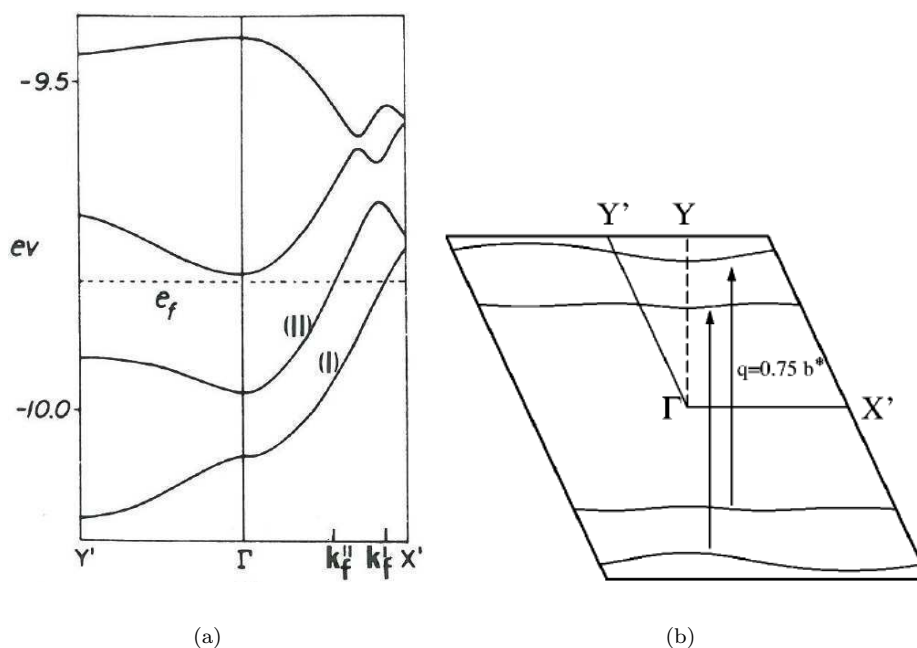 -9.5
eV
e_f
-10.0
(II)
(I)
Y' Γ k_f^{II} k_f^{I} X'
Y' Y
q=0.75 b*
Γ X'
(a) (b)